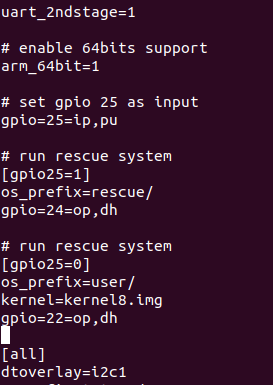 uart_2ndstage=1
# enable 64bits support
arm_64bit=1
# set gpio 25 as input
gpio=25=ip,pu
# run rescue system
[gpio25=1]
os_prefix=rescue/
gpio=24=op,dh
# run rescue system
[gpio25=0]
os_prefix=user/
kernel=kernel8.img
gpio=22=op,dh
[all]
dtoverlay=i2c1